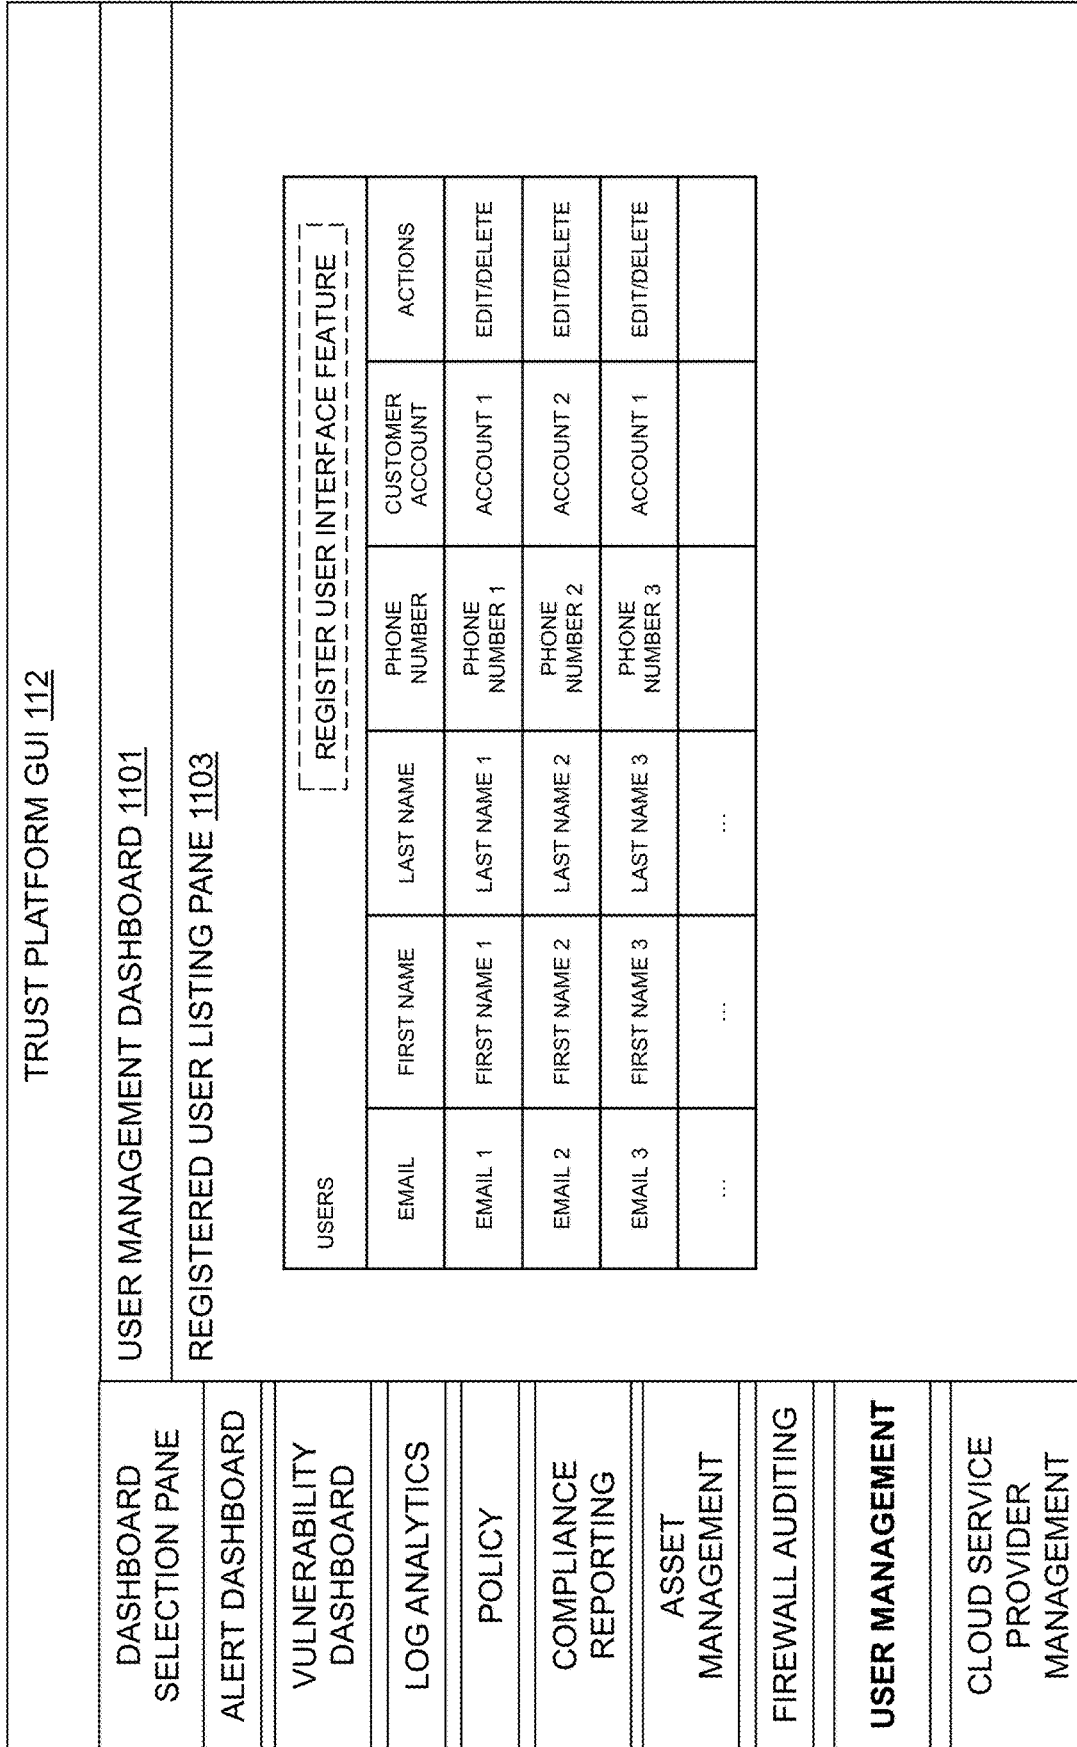 TRUST PLATFORM GUI 112
DASHBOARD
SELECTION PANE
ALERT DASHBOARD
VULNERABILITY
DASHBOARD
LOG ANALYTICS
POLICY
COMPLIANCE
REPORTING
ASSET
MANAGEMENT
FIREWALL AUDITING
USER MANAGEMENT
CLOUD SERVICE
PROVIDER
MANAGEMENT
USER MANAGEMENT DASHBOARD 1101
REGISTERED USER LISTING PANE 1103
USERS
REGISTER USER INTERFACE FEATURE
EMAIL
FIRST NAME
LAST NAME
PHONE
NUMBER
CUSTOMER
ACCOUNT
ACTIONS
EMAIL 1
FIRST NAME 1
LAST NAME 1
PHONE
NUMBER 1
ACCOUNT 1
EDIT/DELETE
EMAIL 2
FIRST NAME 2
LAST NAME 2
PHONE
NUMBER 2
ACCOUNT 2
EDIT/DELETE
EMAIL 3
FIRST NAME 3
LAST NAME 3
PHONE
NUMBER 3
ACCOUNT 1
EDIT/DELETE
...
...
...